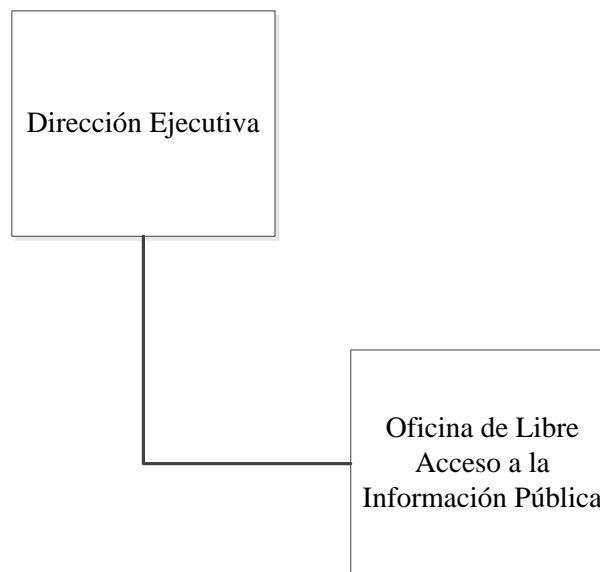 Dirección Ejecutiva
Oficina de Libre
Acceso a la
Información Pública